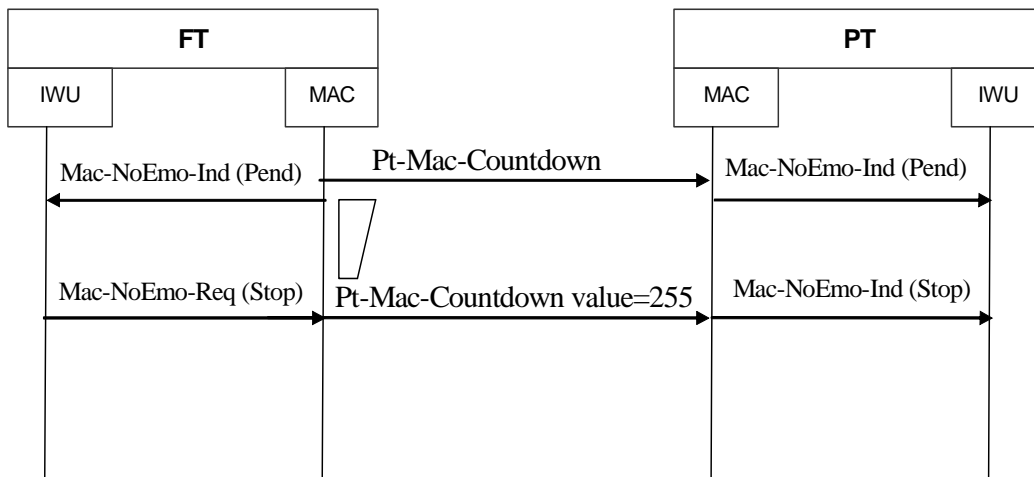 FT
PT
IWU
MAC
MAC
IWU
Mac-NoEmo-Ind (Pend)
Pt-Mac-Countdown
Mac-NoEmo-Ind (Pend)
Mac-NoEmo-Req (Stop)
Pt-Mac-Countdown value=255
Mac-NoEmo-Ind (Stop)